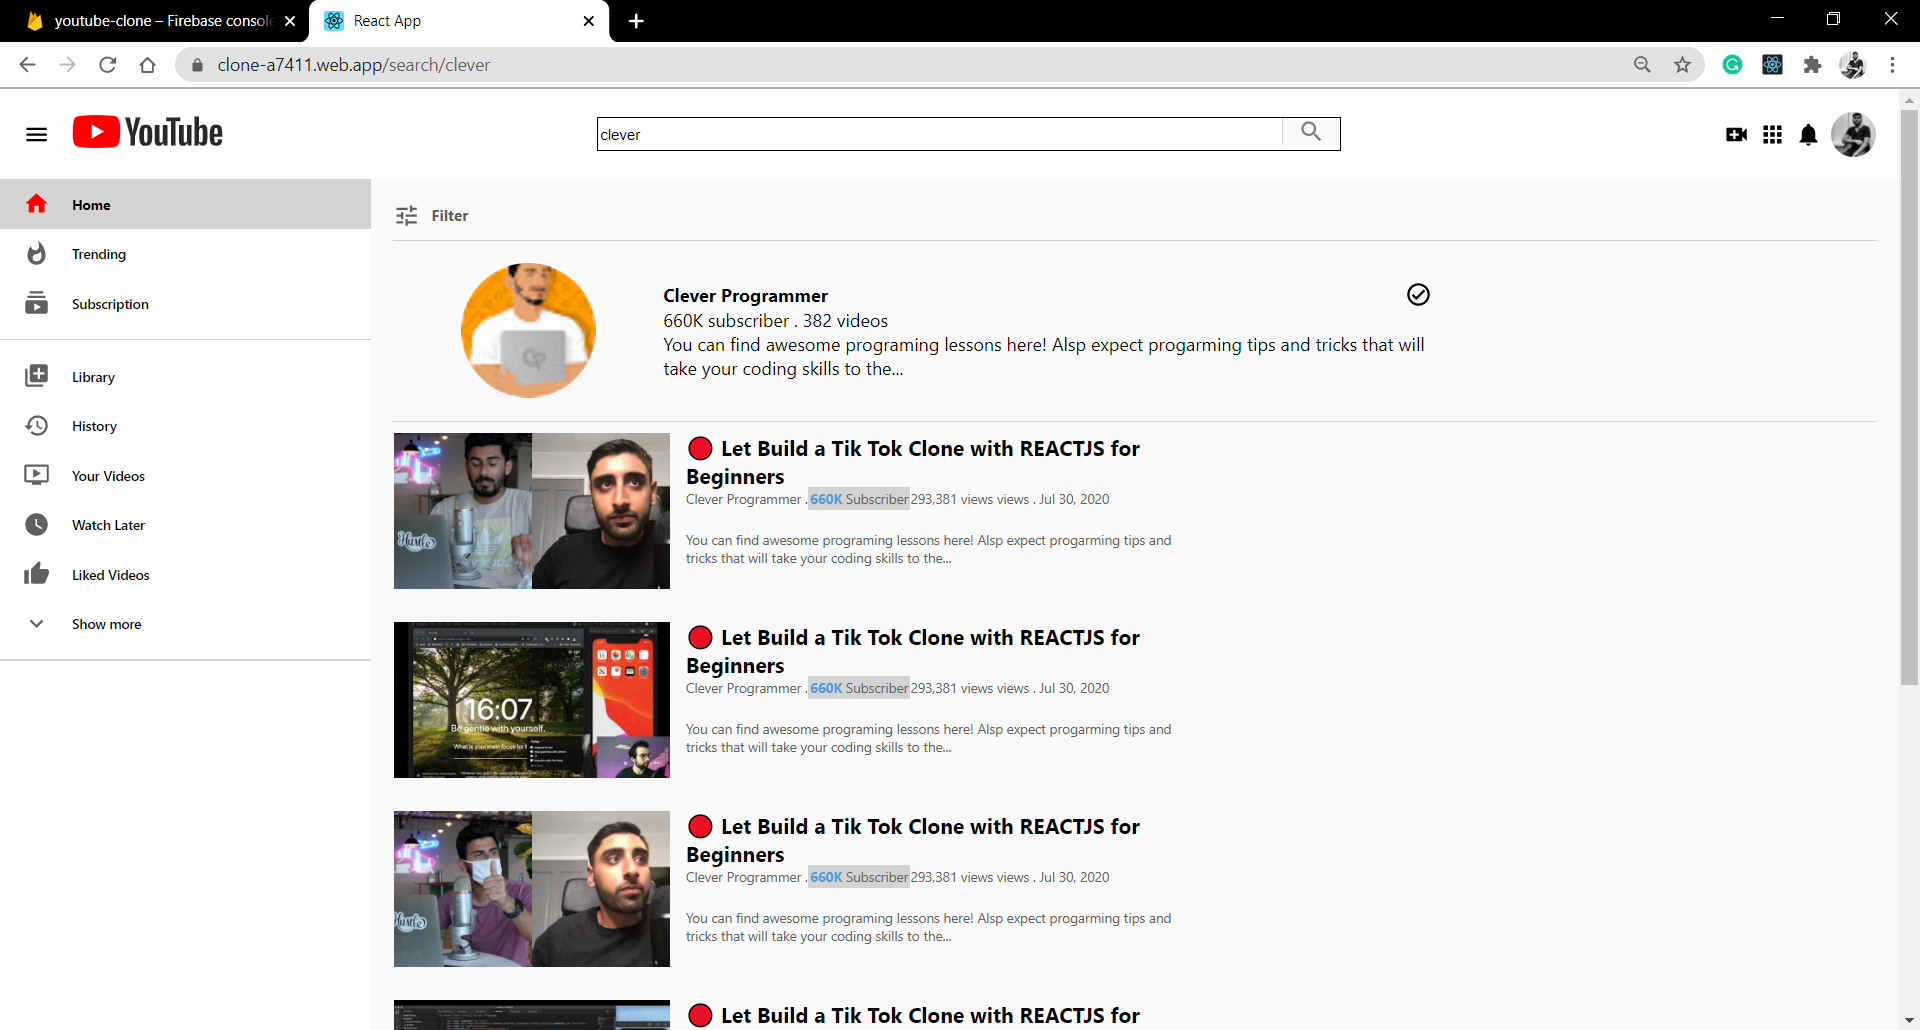 youtube-clone – Firebase console
React App
clone-a7411.web.app/search/clever
YouTube
clever
Home
Trending
Subscription
Library
History
Your Videos
Watch Later
Liked Videos
Show more
Filter
Clever Programmer
660K subscriber . 382 videos
You can find awesome programing lessons here! Alsp expect progarming tips and tricks that will
take your coding skills to the...
Let Build a Tik Tok Clone with REACTJS for
Beginners
Clever Programmer . 660K Subscriber 293,381 views views . Jul 30, 2020
You can find awesome programing lessons here! Alsp expect progarming tips and
tricks that will take your coding skills to the...
16:07
Be gentle with yourself.
Let Build a Tik Tok Clone with REACTJS for
Beginners
Clever Programmer . 660K Subscriber 293,381 views views . Jul 30, 2020
You can find awesome programing lessons here! Alsp expect progarming tips and
tricks that will take your coding skills to the...
Let Build a Tik Tok Clone with REACTJS for
Beginners
Clever Programmer . 660K Subscriber 293,381 views views . Jul 30, 2020
You can find awesome programing lessons here! Alsp expect progarming tips and
tricks that will take your coding skills to the...
Let Build a Tik Tok Clone with REACTJS for